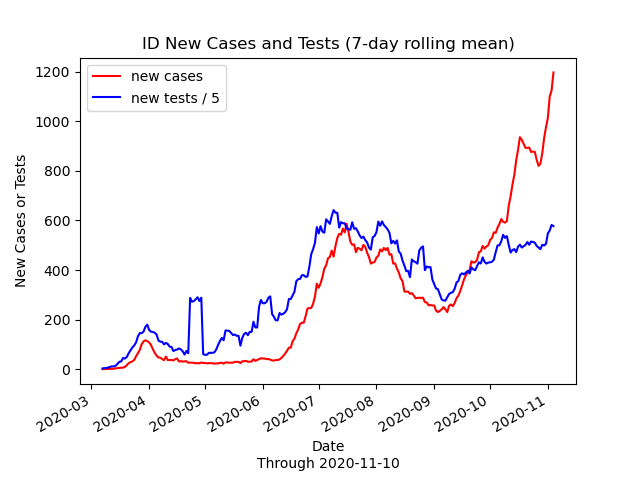 ID New Cases and Tests (7-day rolling mean)
new cases
new tests / 5
New Cases or Tests
1200
1000
800
600
400
200
0
2020-03
2020-04
2020-05
2020-06
2020-07
2020-08
2020-09
2020-10
2020-11
Date
Through 2020-11-10